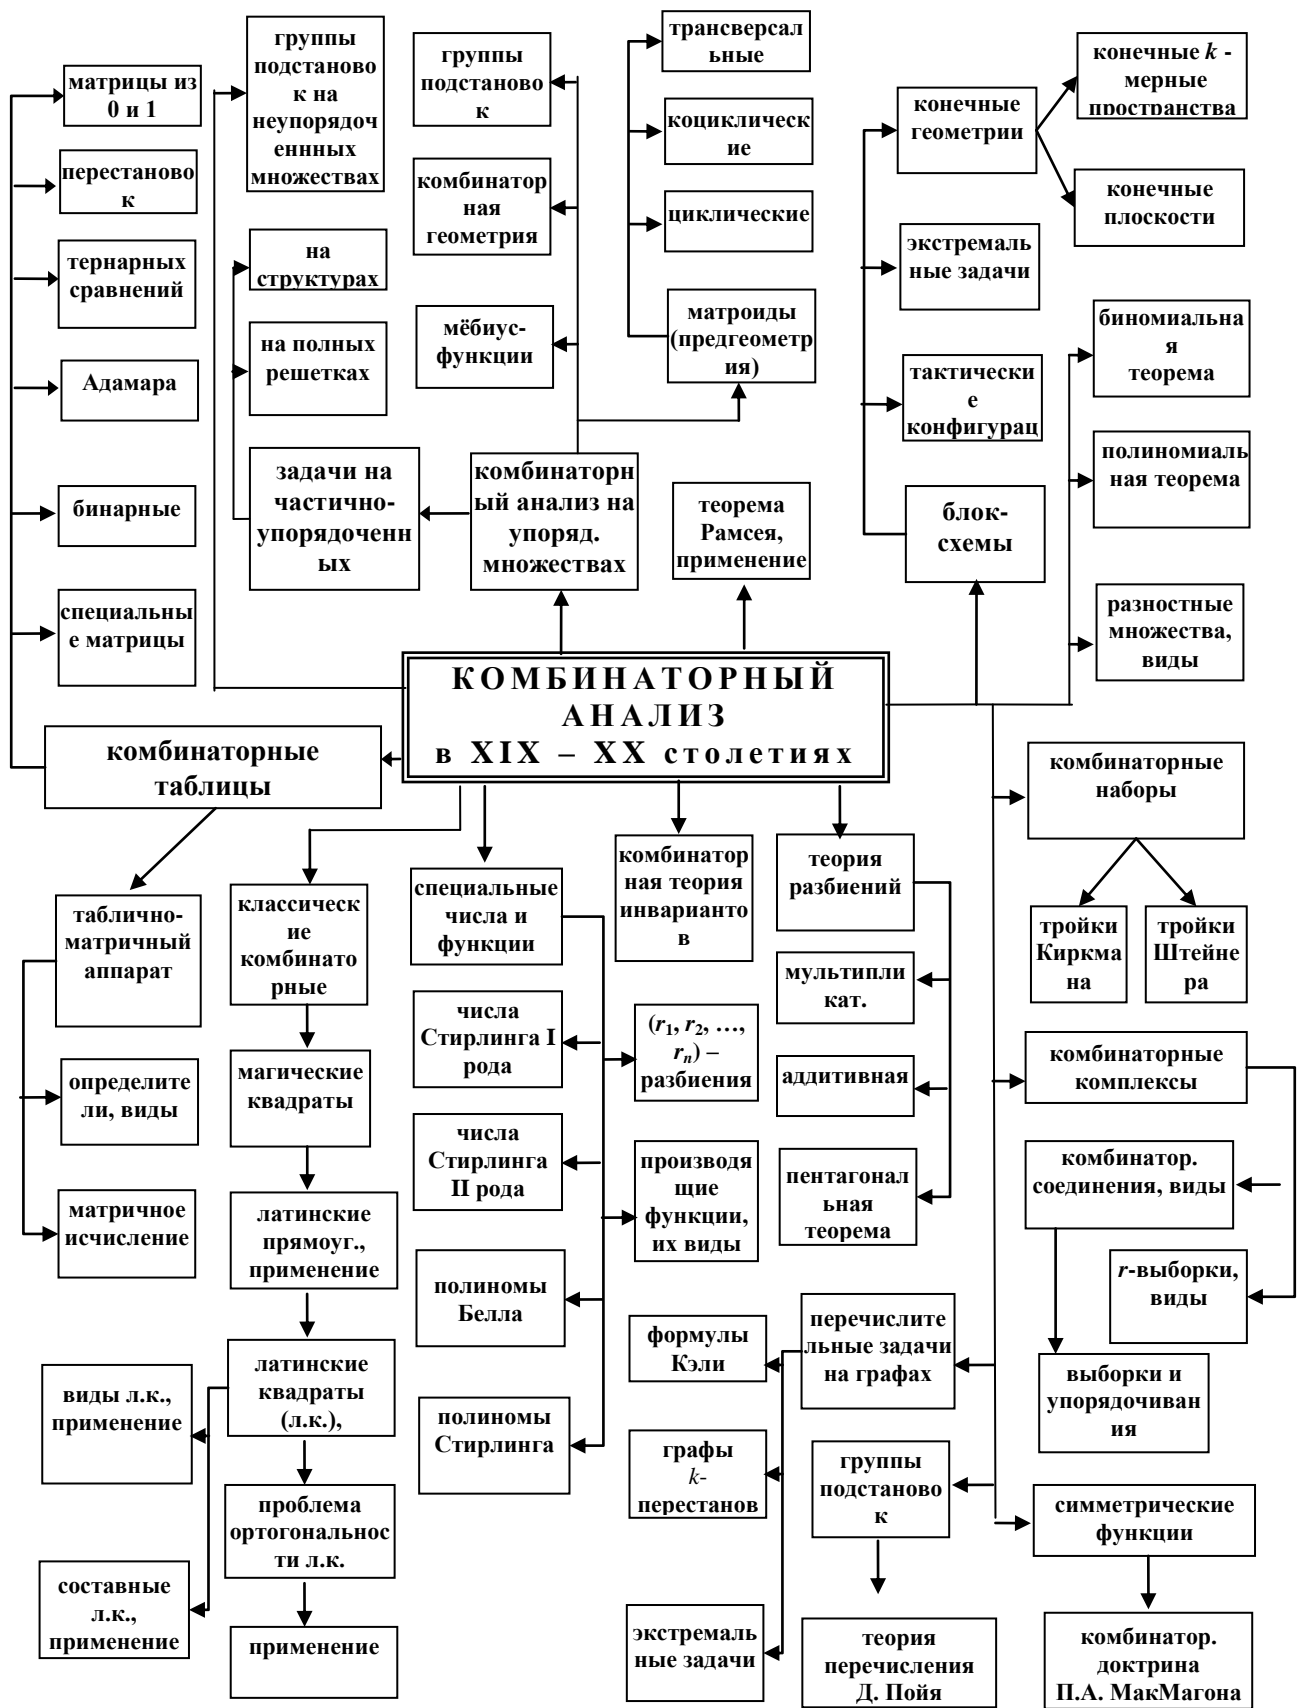 группы
подстановο
к на
неупорядоч
еннных
множествах
группы
подстановок
к
трансверсал
ьные
конечные k -
мерные
пространства
матрицы из
0 и 1
конечные
геометрии
коциклическ
ие
перестановο
к
комбинатор
ная
геометрия
конечные
плоскости
циклические
на
структурах
экстремаль
ные задачи
тернарных
сравнений
матроиды
(предгеометр
ия)
мёбиус-
функции
биномиальна
я
теорема
на полных
решетках
Адамара
тактически
е
конфигурац
задачи на
частично-
упорядоченн
ых
комбинаторн
ый анализ на
упоряд.
множествах
полиномиаль
ная теорема
бинарные
теорема
Рамсея,
применение
блок-
схемы
специальны
е матрицы
разностные
множества,
виды
КОМБИНАТОРНЫЙ
АНАЛИЗ
в XIX – XX столетиях
комбинаторные
таблицы
комбинаторные
наборы
комбинатор
ная теория
инвариантο
в
теория
разбиений
специальные
числа и
функции
таблично-
матричный
аппарат
классическ
ие
комбинато
рные
тройки
Киркма
на
тройки
Штейне
ра
мультипли
кат.
числа
Стирлинга I
рода
(r1, r2, …,
rn) –
разбиения
комбинаторные
комплексы
магические
квадраты
определите
ли, виды
аддитивная
числа
Стирлинга
II рода
производя
щие
функции,
их виды
пентагонал
ьная
теорема
комбинатор.
соединения, виды
матричное
исчисление
латинские
прямоуг.,
применение
r-выборки,
виды
полиномы
Белла
формулы
Кэли
перечислите
льные задачи
на графах
латинские
квадраты
(л.к.),
виды л.к.,
применение
выборки и
упорядочиван
ия
полиномы
Стирлинга
графы
k-
перестанов
группы
подстановο
к
проблема
ортогональнос
ти л.к.
симметрические
функции
составные
л.к.,
применение
применение
экстремаль
ные задачи
теория
перечисления
Д. Пойя
комбинатор.
доктрина
П.А. МакМагона